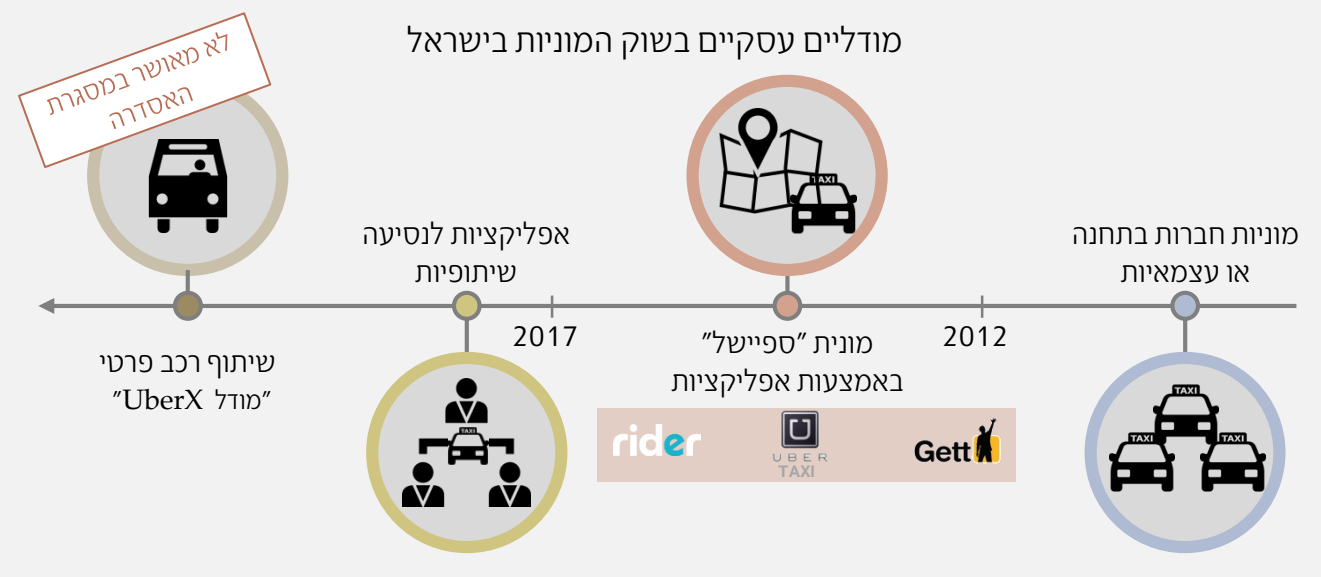 מודליים עסקיים בשוק המוניות בישראל
לא מאושר במסגרת
האסדרה
מוניות חברות בתחנה
או עצמאיות
TAXI
TAXI
TAXI
2012
TAXI
מונית "ספיישל"
באמצעות אפליקציות
Gett
UBER
TAXI
rider
2017
אפליקציות לנסיעה
שיתופיות
TAXI
שיתוף רכב פרטי
"מודל UberX"